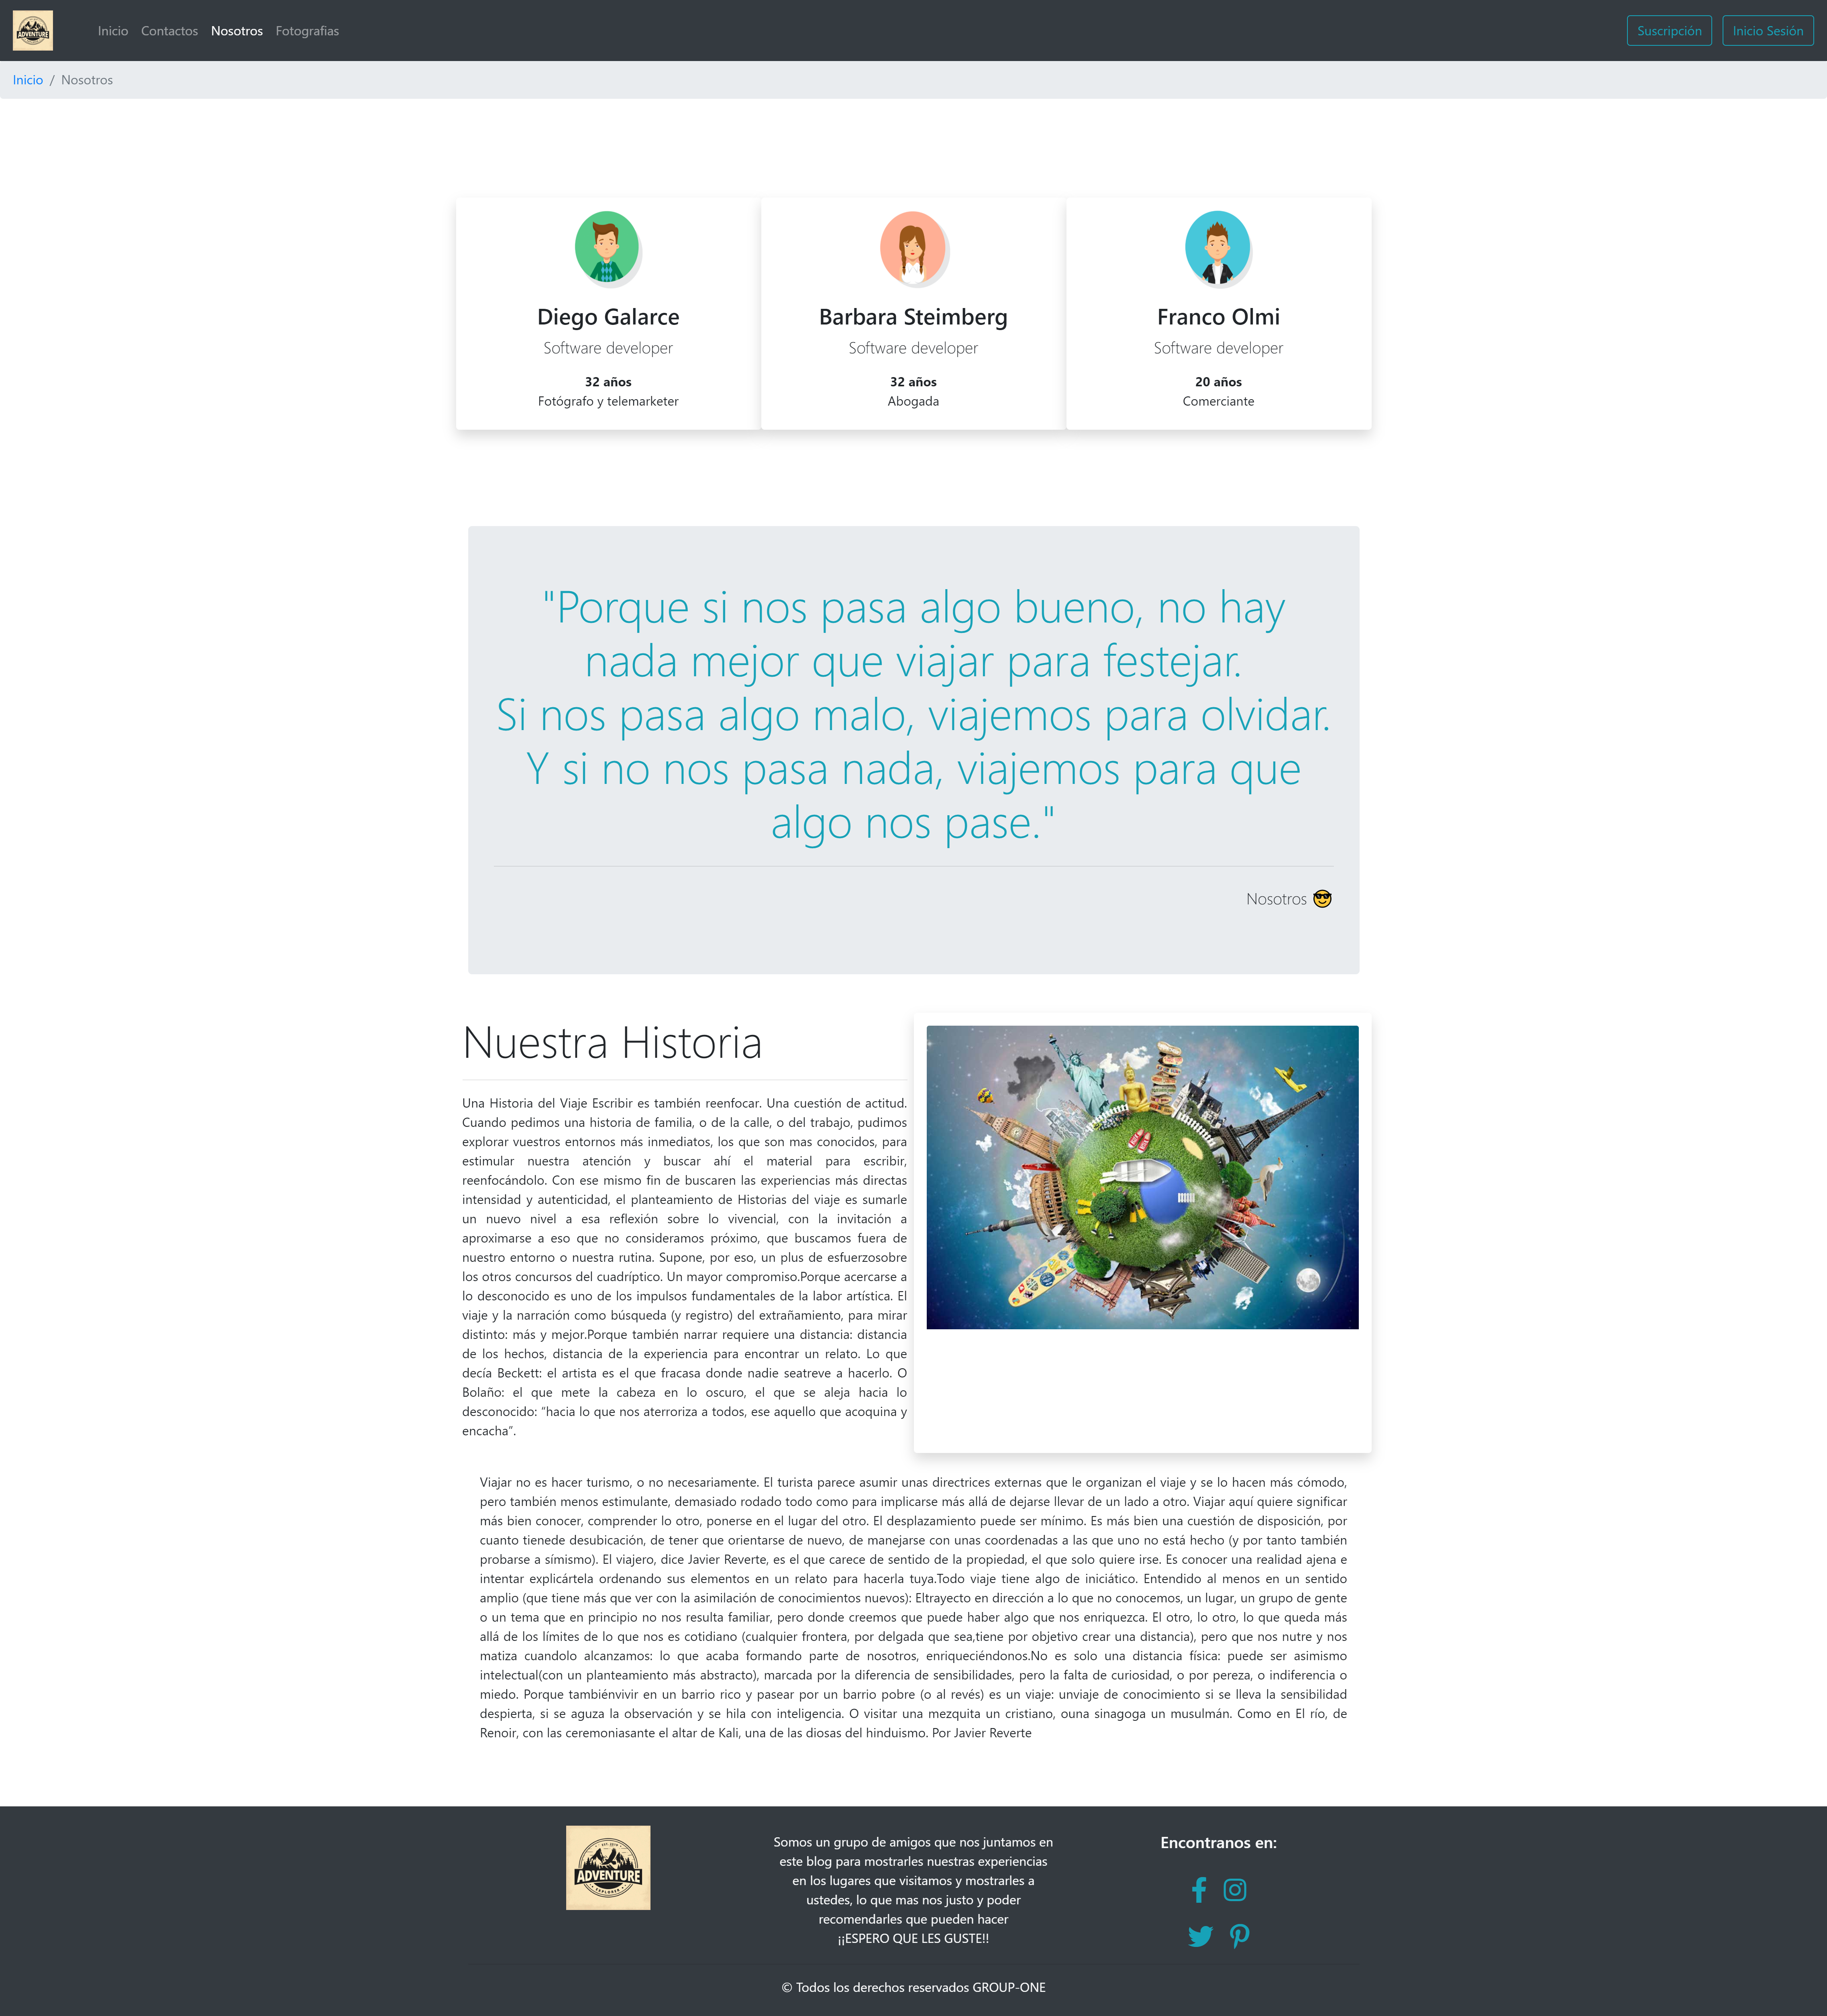 ADVENTURE
Inicio
Contactos
Nosotros
Fotografias
Suscripción
Inicio Sesión
Inicio / Nosotros
Diego Galarce
Software developer
32 años
Fotógrafo y telemarketer
Barbara Steimberg
Software developer
32 años
Abogada
Franco Olmi
Software developer
20 años
Comerciante
"Porque si nos pasa algo bueno, no hay
nada mejor que viajar para festejar.
Si nos pasa algo malo, viajemos para olvidar.
Y si no nos pasa nada, viajemos para que
algo nos pase."
Nosotros 😎
Nuestra Historia
Una Historia del Viaje Escribir es también reenfocar. Una cuestión de actitud.
Cuando pedimos una historia de familia, o de la calle, o del trabajo, pudimos
explorar vuestros entornos más inmediatos, los que son mas conocidos, para
estimular nuestra atención y buscar ahí el material para escribir,
reenfocándolo. Con ese mismo fin de buscaren las experiencias más directas
intensidad y autenticidad, el planteamiento de Historias del viaje es sumarle
un nuevo nivel a esa reflexión sobre lo vivencial, con la invitación a
aproximarse a eso que no consideramos próximo, que buscamos fuera de
nuestro entorno o nuestra rutina. Supone, por eso, un plus de esfuerzosobre
los otros concursos del cuadríptico. Un mayor compromiso.Porque acercarse a
lo desconocido es uno de los impulsos fundamentales de la labor artística. El
viaje y la narración como búsqueda (y registro) del extrañamiento, para mirar
distinto: más y mejor.Porque también narrar requiere una distancia: distancia
de los hechos, distancia de la experiencia para encontrar un relato. Lo que
decía Beckett: el artista es el que fracasa donde nadie seatreve a hacerlo. O
Bolaño: el que mete la cabeza en lo oscuro, el que se aleja hacia lo
desconocido: “hacia lo que nos aterroriza a todos, ese aquello que acoquina y
encacha”.
Viajar no es hacer turismo, o no necesariamente. El turista parece asumir unas directrices externas que le organizan el viaje y se lo hacen más cómodo,
pero también menos estimulante, demasiado rodado todo como para implicarse más allá de dejarse llevar de un lado a otro. Viajar aquí quiere significar
más bien conocer, comprender lo otro, ponerse en el lugar del otro. El desplazamiento puede ser mínimo. Es más bien una cuestión de disposición, por
cuanto tienede desubicación, de tener que orientarse de nuevo, de manejarse con unas coordenadas a las que uno no está hecho (y por tanto también
probarse a símismo). El viajero, dice Javier Reverte, es el que carece de sentido de la propiedad, el que solo quiere irse. Es conocer una realidad ajena e
intentar explicártela ordenando sus elementos en un relato para hacerla tuya.Todo viaje tiene algo de iniciático. Entendido al menos en un sentido
amplio (que tiene más que ver con la asimilación de conocimientos nuevos): Eltrayecto en dirección a lo que no conocemos, un lugar, un grupo de gente
o un tema que en principio no nos resulta familiar, pero donde creemos que puede haber algo que nos enriquezca. El otro, lo otro, lo que queda más
allá de los límites de lo que nos es cotidiano (cualquier frontera, por delgada que sea,tiene por objetivo crear una distancia), pero que nos nutre y nos
matiza cuandolo alcanzamos: lo que acaba formando parte de nosotros, enriqueciéndonos.No es solo una distancia física: puede ser asimismo
intelectual(con un planteamiento más abstracto), marcada por la diferencia de sensibilidades, pero la falta de curiosidad, o por pereza, o indiferencia o
miedo. Porque tambiénvivir en un barrio rico y pasear por un barrio pobre (o al revés) es un viaje: unviaje de conocimiento si se lleva la sensibilidad
despierta, si se aguza la observación y se hila con inteligencia. O visitar una mezquita un cristiano, ouna sinagoga un musulmán. Como en El río, de
Renoir, con las ceremoniasante el altar de Kali, una de las diosas del hinduismo. Por Javier Reverte
ADVENTURE
EXPLORER
Somos un grupo de amigos que nos juntamos en
este blog para mostrarles nuestras experiencias
en los lugares que visitamos y mostrarles a
ustedes, lo que mas nos justo y poder
recomendarles que pueden hacer
¡¡ESPERO QUE LES GUSTE!!
Encontranos en:
© Todos los derechos reservados GROUP-ONE